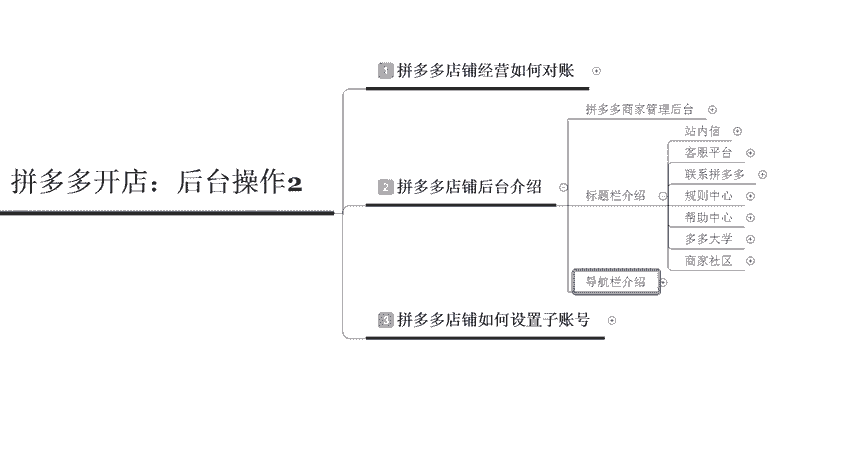 1 拼多多店铺经营如何对账
拼多多商家管理后台
站内信
客服平台
拼多多开店：后台操作2
2 拼多多店铺后台介绍
标题栏介绍
联系拼多多
规则中心
帮助中心
多多大学
商家社区
导航栏介绍
3 拼多多店铺如何设置子账号